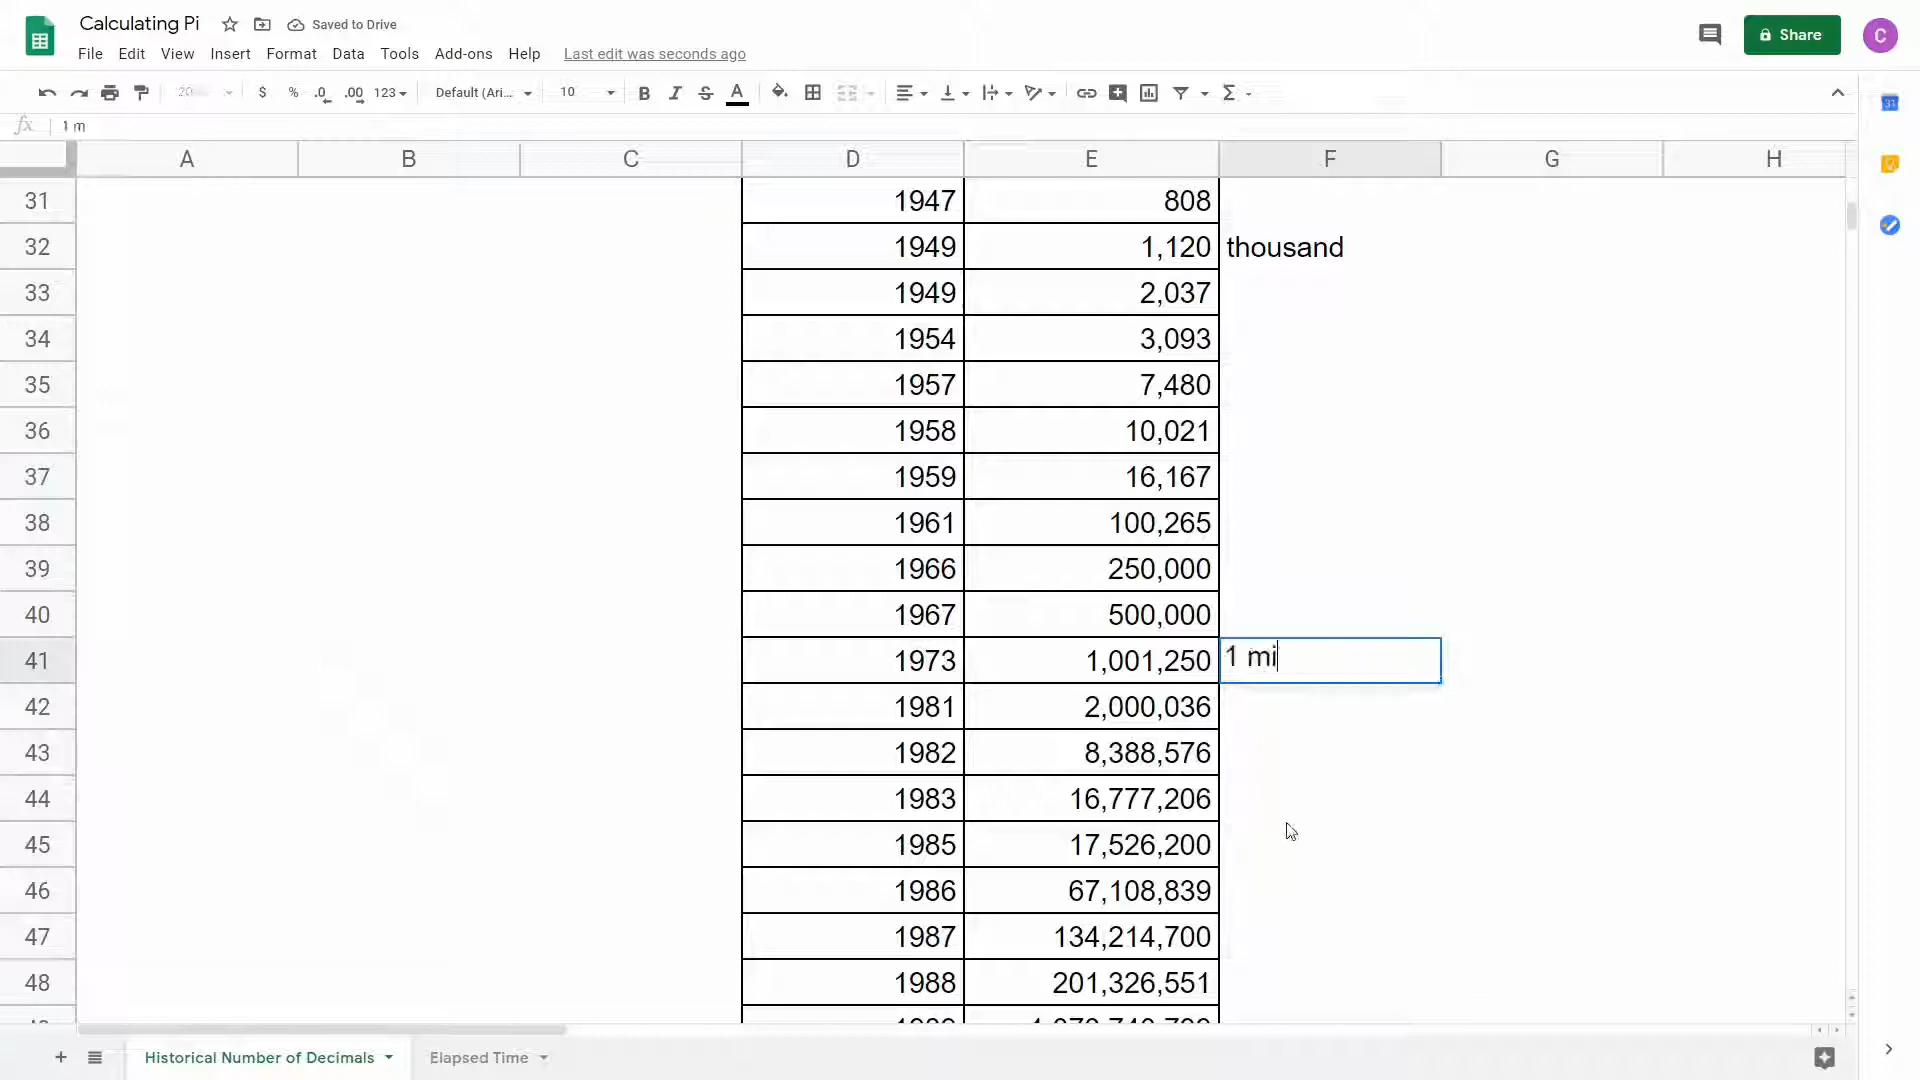 Calculating Pi
Saved to Drive
File Edit View Insert Format Data Tools Add-ons Help Last edit was seconds ago
Share
C
$ % .0 .00 123 Default (Ari... 10 B I S A Σ
fx 1 m
31
A B C D E F G H
31 1947 808
32 1949 1,120 thousand
33 1949 2,037
34 1954 3,093
35 1957 7,480
36 1958 10,021
37 1959 16,167
38 1961 100,265
39 1966 250,000
40 1967 500,000
41 1973 1,001,250 1 mi
42 1981 2,000,036
43 1982 8,388,576
44 1983 16,777,206
45 1985 17,526,200
46 1986 67,108,839
47 1987 134,214,700
48 1988 201,326,551
+ Historical Number of Decimals Elapsed Time